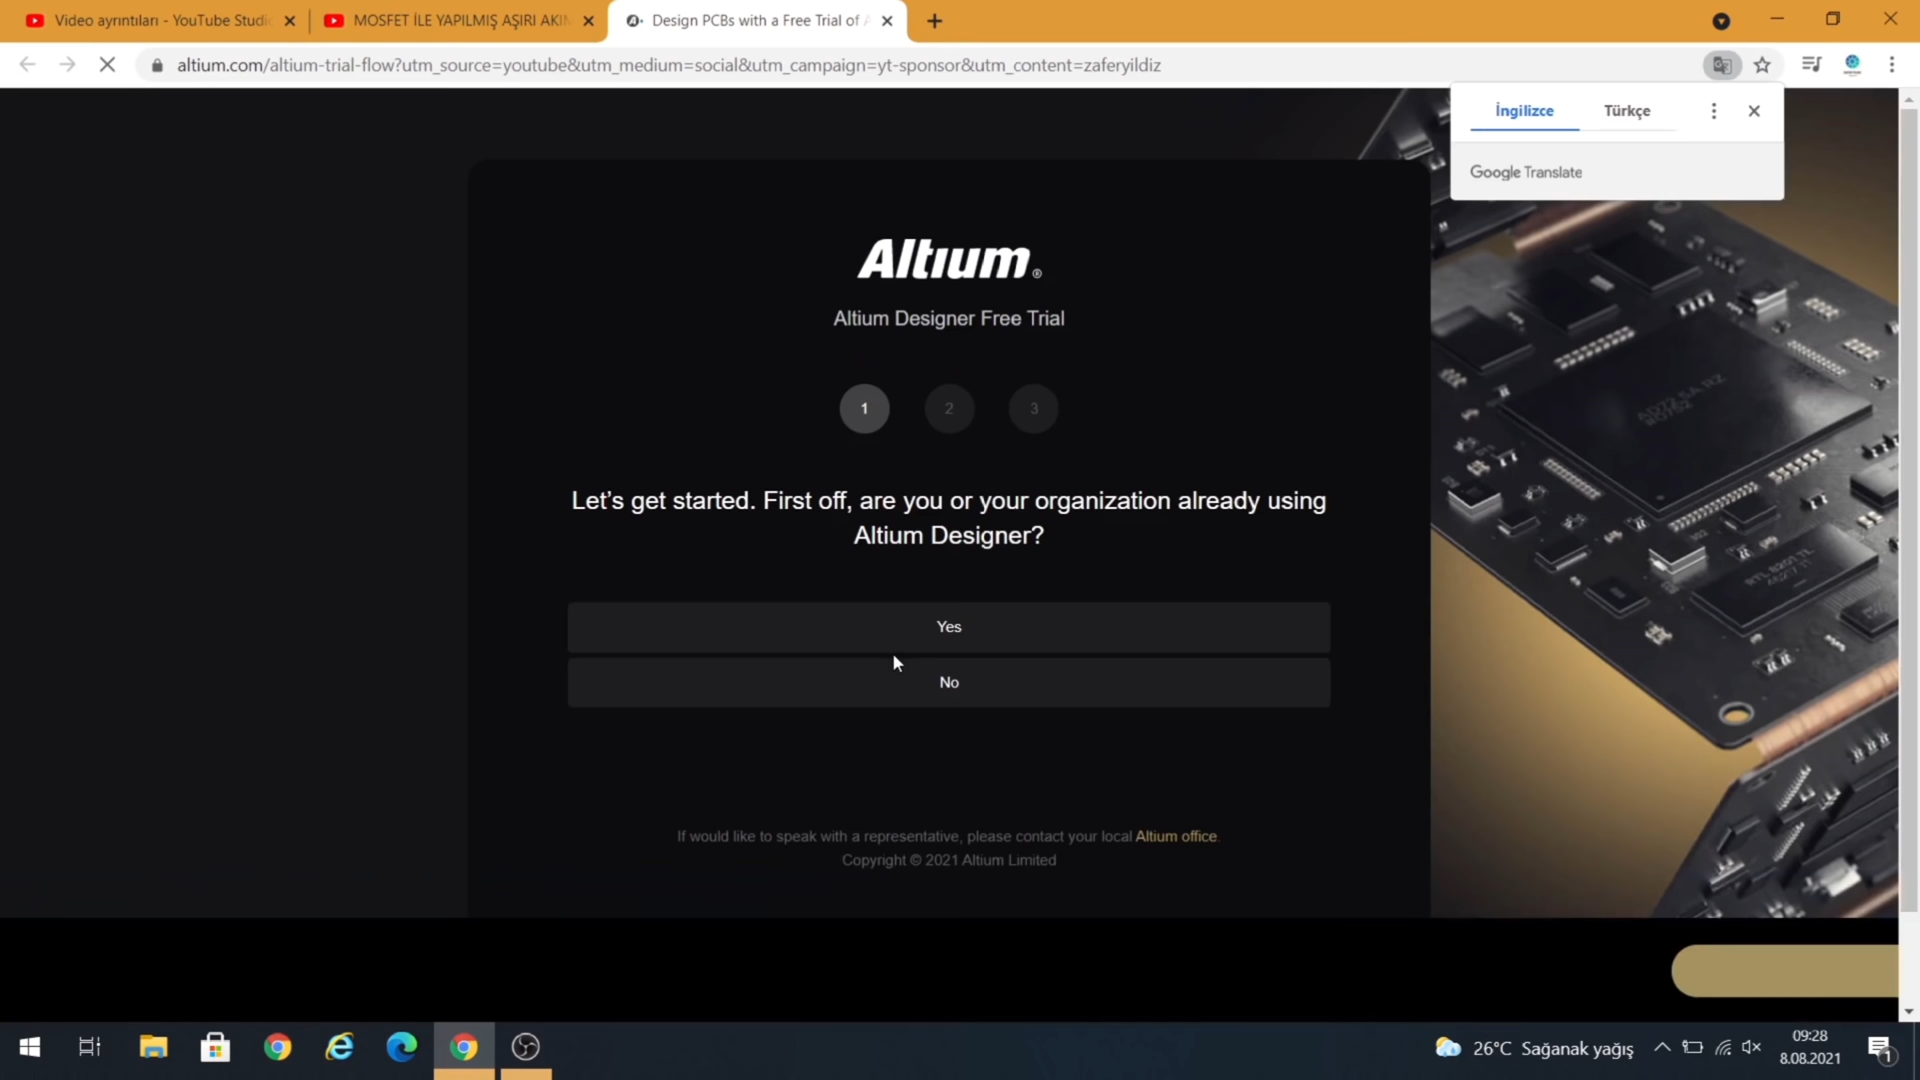 Video ayrıntıları - YouTube Studi
MOSFET İLE YAPILMIŞ AŞIRI AKIM
Design PCBs with a Free Trial of A
altium.com/altium-trial-flow?utm_source=youtube&utm_medium=social&utm_campaign=yt-sponsor&utm_content=zaferyildiz
İngilizce
Türkçe
Google Translate
Altium®
Altium Designer Free Trial
1 2 3
Let's get started. First off, are you or your organization already using
Altium Designer?
Yes
No
If would like to speak with a representative, please contact your local Altium office.
Copyright © 2021 Altium Limited
26°C Sağanak yağış
09:28
8.08.2021
1